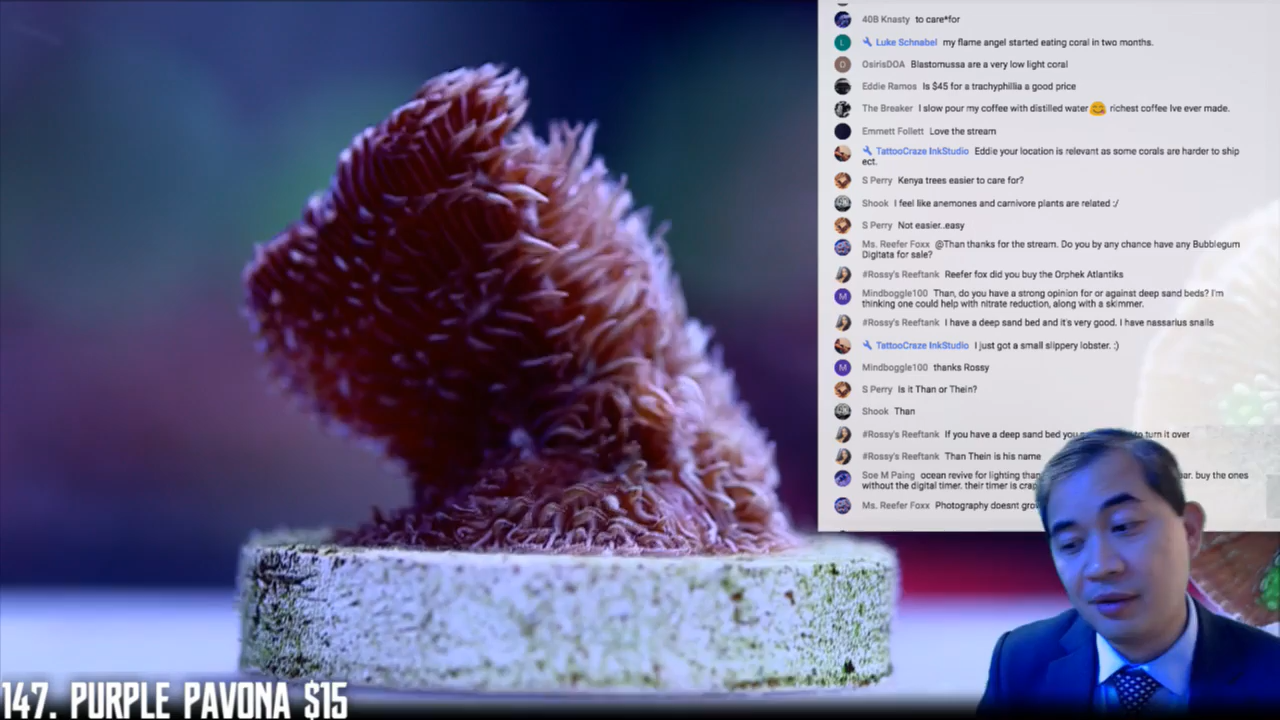 40B Knasty to care*for
L Luke Schnabel my flame angel started eating coral in two months.
O OsirisDOA Blastomussa are a very low light coral
Eddie Ramos Is $45 for a trachyphillia a good price
The Breaker I slow pour my coffee with distilled water richest coffee Ive ever made.
Emmett Follett Love the stream
TattooCraze InkStudio Eddie your location is relevant as some corals are harder to ship
ect.
S Perry Kenya trees easier to care for?
Shook I feel like anemones and carnivore plants are related :/
S Perry Not easier..easy
Ms. Reefer Foxx @Than thanks for the stream. Do you by any chance have any Bubblegum
Digitata for sale?
#Rossy's Reeftank Reefer fox did you buy the Orphek Atlantiks
M Mindboggle100 Than, do you have a strong opinion for or against deep sand beds? I'm
thinking one could help with nitrate reduction, along with a skimmer.
#Rossy's Reeftank I have a deep sand bed and it's very good. I have nassarius snails
TattooCraze InkStudio I just got a small slippery lobster. :)
M Mindboggle100 thanks Rossy
S Perry Is it Than or Thein?
Shook Than
#Rossy's Reeftank If you have a deep sand bed you to turn it over
#Rossy's Reeftank Than Thein is his name
Soe M Paing ocean revive for lighting buy the ones
without the digital timer. their timer is
Ms. Reefer Foxx Photography doesnt
147. PURPLE PAVONA $15